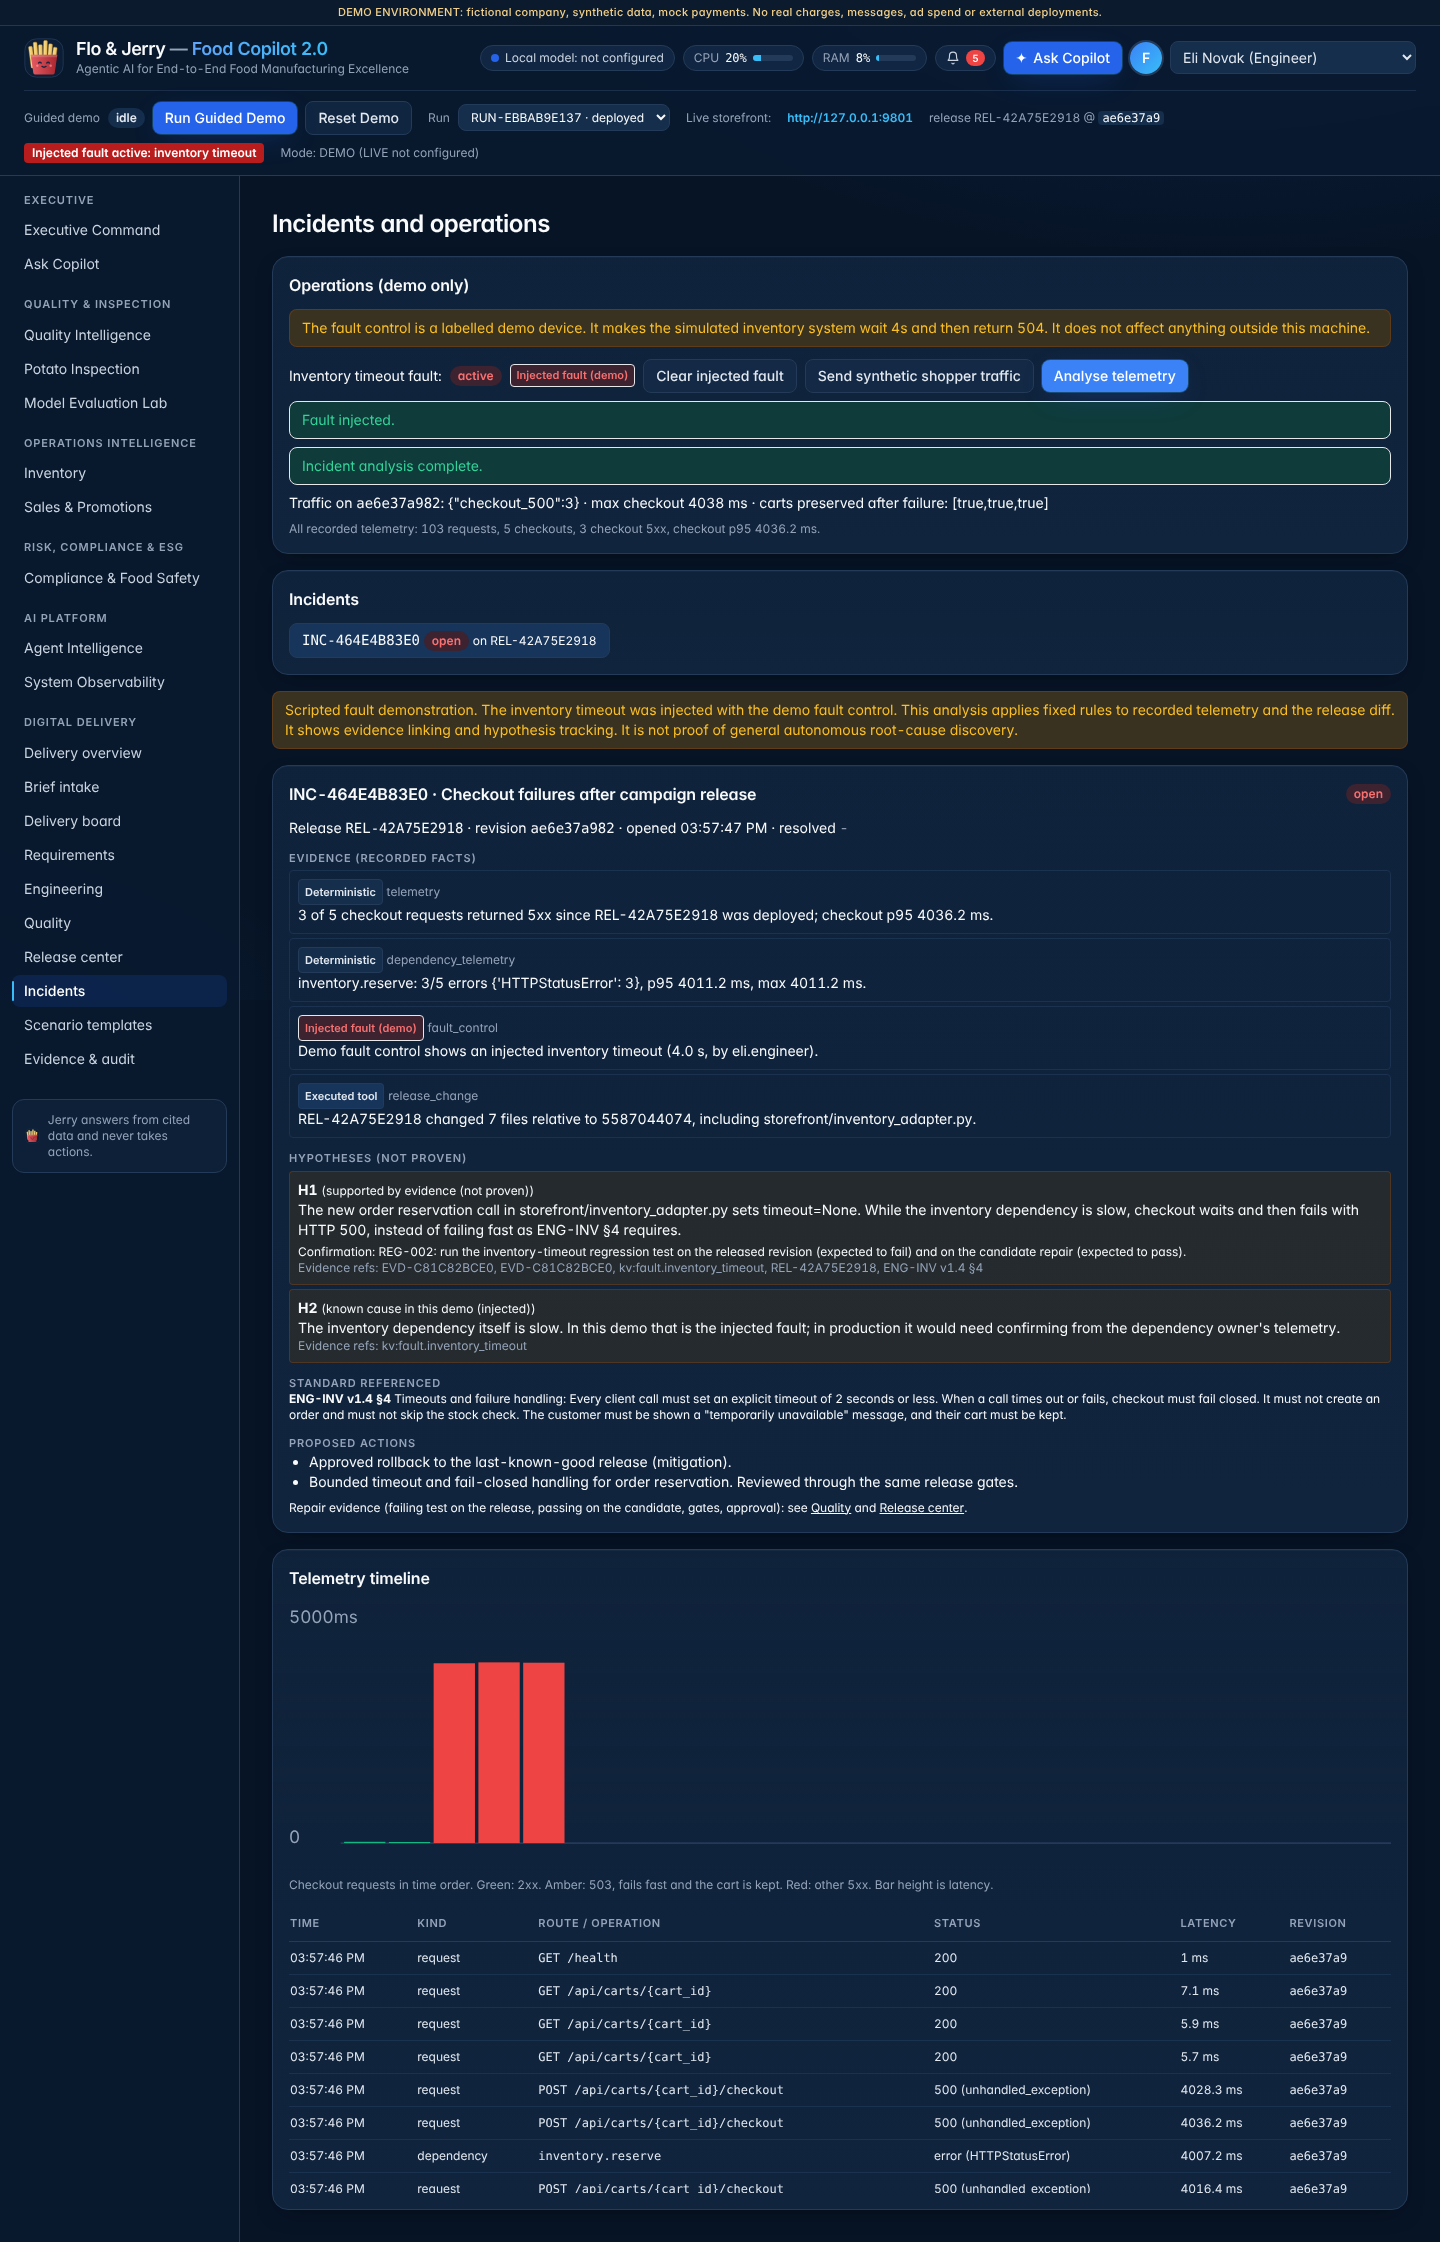 DEMO ENVIRONMENT: fictional company, synthetic data, mock payments. No real charges, messages, ad spend or external deployments.
Flo & Jerry — Food Copilot 2.0
Agentic AI for End-to-End Food Manufacturing Excellence
Local model: not configured
CPU 20%
RAM 8%
5
Ask Copilot
F
Eli Novak (Engineer)
Guided demo idle Run Guided Demo Reset Demo Run RUN-EBBAB9E137 · deployed Live storefront: http://127.0.0.1:9801 release REL-42A75E2918 @ ae6e37a9
Injected fault active: inventory timeout Mode: DEMO (LIVE not configured)
EXECUTIVE
Executive Command
Ask Copilot
QUALITY & INSPECTION
Quality Intelligence
Potato Inspection
Model Evaluation Lab
OPERATIONS INTELLIGENCE
Inventory
Sales & Promotions
RISK, COMPLIANCE & ESG
Compliance & Food Safety
AI PLATFORM
Agent Intelligence
System Observability
DIGITAL DELIVERY
Delivery overview
Brief intake
Delivery board
Requirements
Engineering
Quality
Release center
Incidents
Scenario templates
Evidence & audit
Jerry answers from cited
data and never takes
actions.
Incidents and operations
Operations (demo only)
The fault control is a labelled demo device. It makes the simulated inventory system wait 4s and then return 504. It does not affect anything outside this machine.
Inventory timeout fault: active Injected fault (demo) Clear injected fault Send synthetic shopper traffic Analyse telemetry
Fault injected.
Incident analysis complete.
Traffic on ae6e37a982: {"checkout_500":3} · max checkout 4038 ms · carts preserved after failure: [true,true,true]
All recorded telemetry: 103 requests, 5 checkouts, 3 checkout 5xx, checkout p95 4036.2 ms.
Incidents
INC-464E4B83E0 open on REL-42A75E2918
Scripted fault demonstration. The inventory timeout was injected with the demo fault control. This analysis applies fixed rules to recorded telemetry and the release diff.
It shows evidence linking and hypothesis tracking. It is not proof of general autonomous root-cause discovery.
INC-464E4B83E0 · Checkout failures after campaign release
open
Release REL-42A75E2918 · revision ae6e37a982 · opened 03:57:47 PM · resolved -
EVIDENCE (RECORDED FACTS)
Deterministic telemetry
3 of 5 checkout requests returned 5xx since REL-42A75E2918 was deployed; checkout p95 4036.2 ms.
Deterministic dependency_telemetry
inventory.reserve: 3/5 errors {'HTTPStatusError': 3}, p95 4011.2 ms, max 4011.2 ms.
Injected fault (demo) fault_control
Demo fault control shows an injected inventory timeout (4.0 s, by eli.engineer).
Executed tool release_change
REL-42A75E2918 changed 7 files relative to 5587044074, including storefront/inventory_adapter.py.
HYPOTHESES (NOT PROVEN)
H1 (supported by evidence (not proven))
The new order reservation call in storefront/inventory_adapter.py sets timeout=None. While the inventory dependency is slow, checkout waits and then fails with
HTTP 500, instead of failing fast as ENG-INV §4 requires.
Confirmation: REG-002: run the inventory-timeout regression test on the released revision (expected to fail) and on the candidate repair (expected to pass).
Evidence refs: EVD-C81C82BCE0, EVD-C81C82BCE0, kv:fault.inventory_timeout, REL-42A75E2918, ENG-INV v1.4 §4
H2 (known cause in this demo (injected))
The inventory dependency itself is slow. In this demo that is the injected fault; in production it would need confirming from the dependency owner's telemetry.
Evidence refs: kv:fault.inventory_timeout
STANDARD REFERENCED
ENG-INV v1.4 §4 Timeouts and failure handling: Every client call must set an explicit timeout of 2 seconds or less. When a call times out or fails, checkout must fail closed. It must not create an
order and must not skip the stock check. The customer must be shown a "temporarily unavailable" message, and their cart must be kept.
PROPOSED ACTIONS
• Approved rollback to the last-known-good release (mitigation).
• Bounded timeout and fail-closed handling for order reservation. Reviewed through the same release gates.
Repair evidence (failing test on the release, passing on the candidate, gates, approval): see Quality and Release center.
Telemetry timeline
5000ms
0
Checkout requests in time order. Green: 2xx. Amber: 503, fails fast and the cart is kept. Red: other 5xx. Bar height is latency.
TIME KIND ROUTE / OPERATION STATUS LATENCY REVISION
03:57:46 PM request GET /health 200 1 ms ae6e37a9
03:57:46 PM request GET /api/carts/{cart_id} 200 7.1 ms ae6e37a9
03:57:46 PM request GET /api/carts/{cart_id} 200 5.9 ms ae6e37a9
03:57:46 PM request GET /api/carts/{cart_id} 200 5.7 ms ae6e37a9
03:57:46 PM request POST /api/carts/{cart_id}/checkout 500 (unhandled_exception) 4028.3 ms ae6e37a9
03:57:46 PM request POST /api/carts/{cart_id}/checkout 500 (unhandled_exception) 4036.2 ms ae6e37a9
03:57:46 PM dependency inventory.reserve error (HTTPStatusError) 4007.2 ms ae6e37a9
03:57:46 PM request POST /api/carts/{cart_id}/checkout 500 (unhandled_exception) 4016.4 ms ae6e37a9